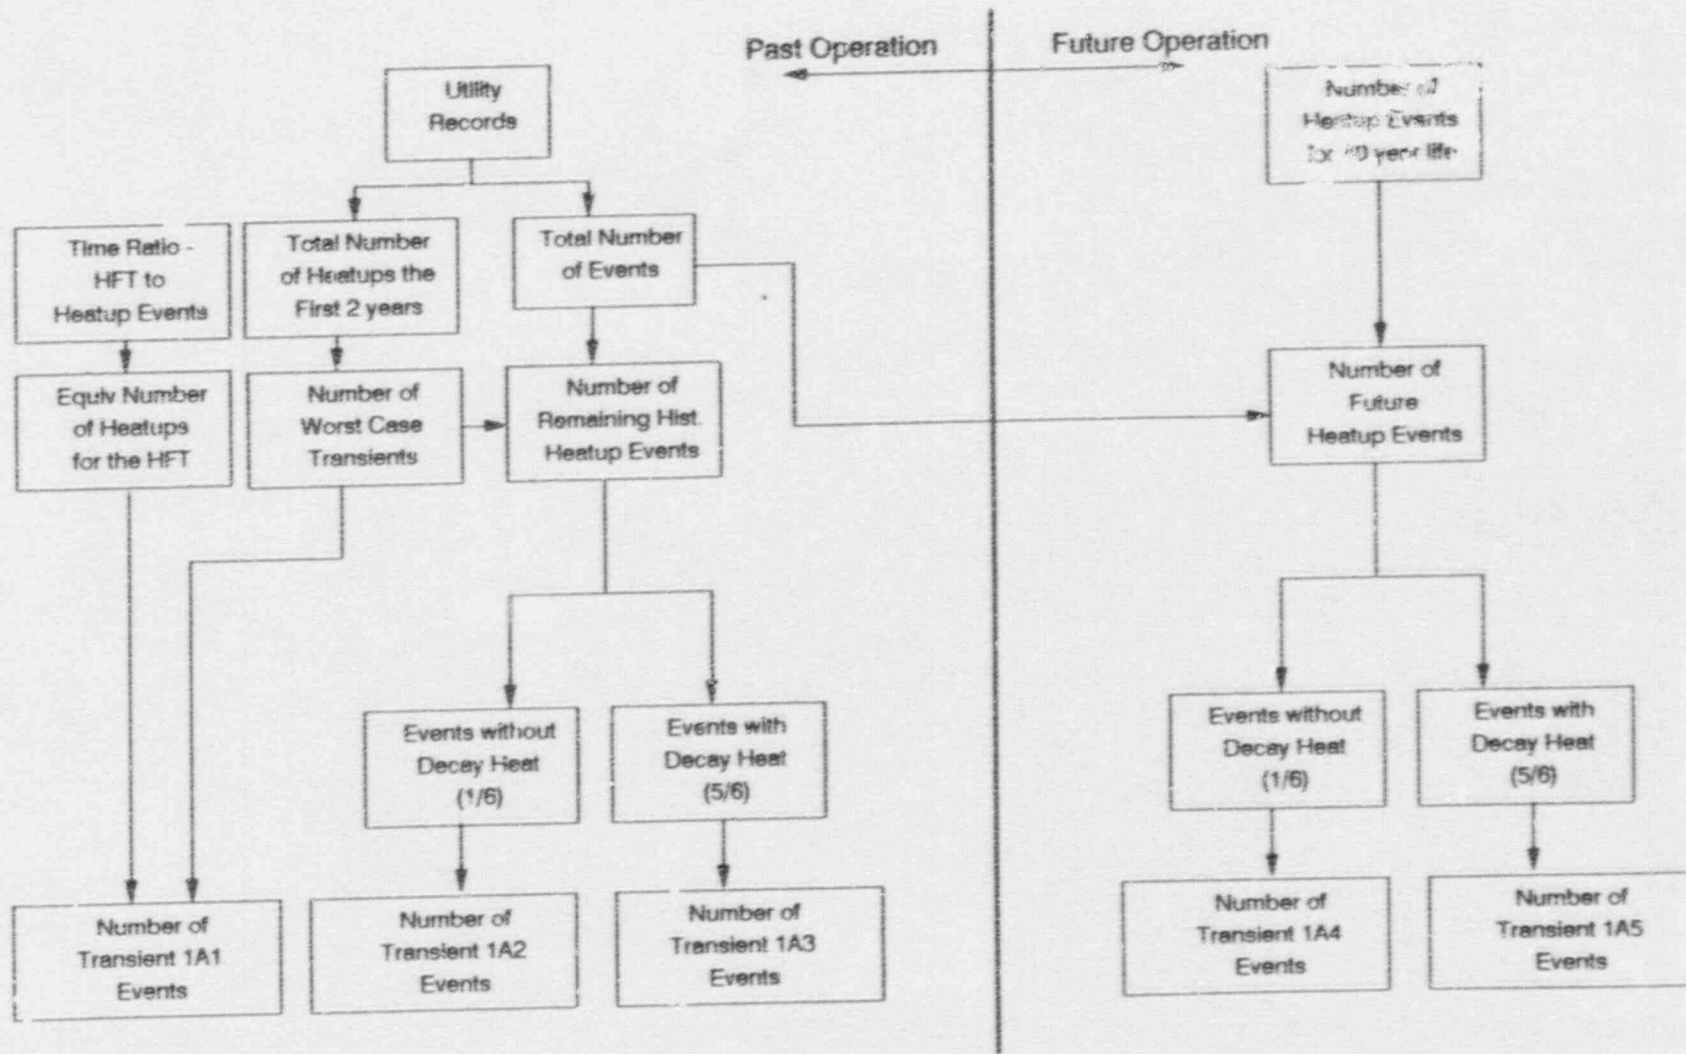 Past Operation
Future Operation
Utility
Records
Number of
Heatup Events
for year life
Time Ratio -
HFT to
Heatup Events
Total Number
of Heatups the
First 2 years
Total Number
of Events
Equiv Number
of Heatups
for the HFT
Number of
Worst Case
Transients
Number of
Remaining Hist.
Heatup Events
Number of
Future
Heatup Events
Events without
Decay Heat
(1/6)
Events with
Decay Heat
(5/6)
Events without
Decay Heat
(1/6)
Events with
Decay Heat
(5/6)
Number of
Transient 1A1
Events
Number of
Transient 1A2
Events
Number of
Transient 1A3
Events
Number of
Transient 1A4
Events
Number of
Transient 1A5
Events